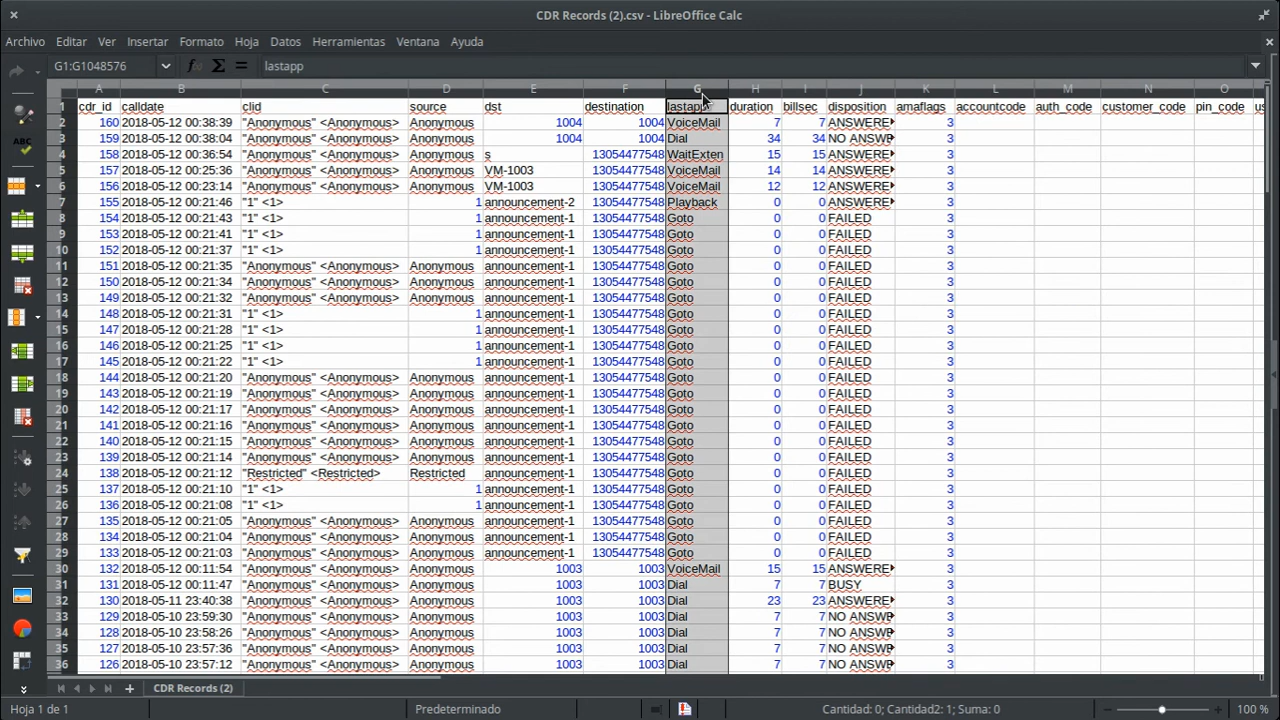 CDR Records (2).csv - LibreOffice Calc
Archivo Editar Ver Insertar Formato Hoja Datos Herramientas Ventana Ayuda
G1:G1048576 lastapp
A B C D E F G H I J K L M N O
1 cdr_id calldate clid source dst destination lastapp duration billsec disposition amaflags accountcode auth_code customer_code pin_code us
2 160 2018-05-12 00:38:39 "Anonymous" <Anonymous> Anonymous 1004 1004 VoiceMail 7 7 ANSWERE 3
3 159 2018-05-12 00:38:04 "Anonymous" <Anonymous> Anonymous 1004 1004 Dial 34 34 NO ANSW 3
4 158 2018-05-12 00:36:54 "Anonymous" <Anonymous> Anonymous s 13054477548 WaitExten 15 15 ANSWERE 3
5 157 2018-05-12 00:25:36 "Anonymous" <Anonymous> Anonymous VM-1003 13054477548 VoiceMail 14 14 ANSWERE 3
6 156 2018-05-12 00:23:14 "Anonymous" <Anonymous> Anonymous VM-1003 13054477548 VoiceMail 12 12 ANSWERE 3
7 155 2018-05-12 00:21:46 "1" <1> 1 announcement-2 13054477548 Playback 0 0 ANSWERE 3
8 154 2018-05-12 00:21:43 "1" <1> 1 announcement-1 13054477548 Goto 0 0 FAILED 3
9 153 2018-05-12 00:21:41 "1" <1> 1 announcement-1 13054477548 Goto 0 0 FAILED 3
10 152 2018-05-12 00:21:37 "1" <1> 1 announcement-1 13054477548 Goto 0 0 FAILED 3
11 151 2018-05-12 00:21:35 "Anonymous" <Anonymous> Anonymous announcement-1 13054477548 Goto 0 0 FAILED 3
12 150 2018-05-12 00:21:34 "Anonymous" <Anonymous> Anonymous announcement-1 13054477548 Goto 0 0 FAILED 3
13 149 2018-05-12 00:21:32 "Anonymous" <Anonymous> Anonymous announcement-1 13054477548 Goto 0 0 FAILED 3
14 148 2018-05-12 00:21:31 "1" <1> 1 announcement-1 13054477548 Goto 0 0 FAILED 3
15 147 2018-05-12 00:21:28 "1" <1> 1 announcement-1 13054477548 Goto 0 0 FAILED 3
16 146 2018-05-12 00:21:25 "1" <1> 1 announcement-1 13054477548 Goto 0 0 FAILED 3
17 145 2018-05-12 00:21:22 "1" <1> 1 announcement-1 13054477548 Goto 0 0 FAILED 3
18 144 2018-05-12 00:21:20 "Anonymous" <Anonymous> Anonymous announcement-1 13054477548 Goto 0 0 FAILED 3
19 143 2018-05-12 00:21:19 "Anonymous" <Anonymous> Anonymous announcement-1 13054477548 Goto 0 0 FAILED 3
20 142 2018-05-12 00:21:17 "Anonymous" <Anonymous> Anonymous announcement-1 13054477548 Goto 0 0 FAILED 3
21 141 2018-05-12 00:21:16 "Anonymous" <Anonymous> Anonymous announcement-1 13054477548 Goto 0 0 FAILED 3
22 140 2018-05-12 00:21:15 "Anonymous" <Anonymous> Anonymous announcement-1 13054477548 Goto 0 0 FAILED 3
23 139 2018-05-12 00:21:14 "Anonymous" <Anonymous> Anonymous announcement-1 13054477548 Goto 0 0 FAILED 3
24 138 2018-05-12 00:21:12 "Restricted" <Restricted> Restricted announcement-1 13054477548 Goto 0 0 FAILED 3
25 137 2018-05-12 00:21:10 "1" <1> 1 announcement-1 13054477548 Goto 0 0 FAILED 3
26 136 2018-05-12 00:21:08 "1" <1> 1 announcement-1 13054477548 Goto 0 0 FAILED 3
27 135 2018-05-12 00:21:05 "Anonymous" <Anonymous> Anonymous announcement-1 13054477548 Goto 0 0 FAILED 3
28 134 2018-05-12 00:21:04 "Anonymous" <Anonymous> Anonymous announcement-1 13054477548 Goto 0 0 FAILED 3
29 133 2018-05-12 00:21:03 "Anonymous" <Anonymous> Anonymous announcement-1 13054477548 Goto 0 0 FAILED 3
30 132 2018-05-12 00:11:54 "Anonymous" <Anonymous> Anonymous 1003 1003 VoiceMail 15 15 ANSWERE 3
31 131 2018-05-12 00:11:47 "Anonymous" <Anonymous> Anonymous 1003 1003 Dial 7 7 BUSY 3
32 130 2018-05-11 23:40:38 "Anonymous" <Anonymous> Anonymous 1003 1003 Dial 23 23 ANSWERE 3
33 129 2018-05-10 23:59:30 "Anonymous" <Anonymous> Anonymous 1003 1003 Dial 7 7 NO ANSW 3
34 128 2018-05-10 23:58:26 "Anonymous" <Anonymous> Anonymous 1003 1003 Dial 7 7 NO ANSW 3
35 127 2018-05-10 23:57:36 "Anonymous" <Anonymous> Anonymous 1003 1003 Dial 7 7 NO ANSW 3
36 126 2018-05-10 23:57:12 "Anonymous" <Anonymous> Anonymous 1003 1003 Dial 7 7 NO ANSW 3
CDR Records (2)
Hoja 1 de 1 Predeterminado Cantidad: 0; Cantidad2: 1; Suma: 0 100 %